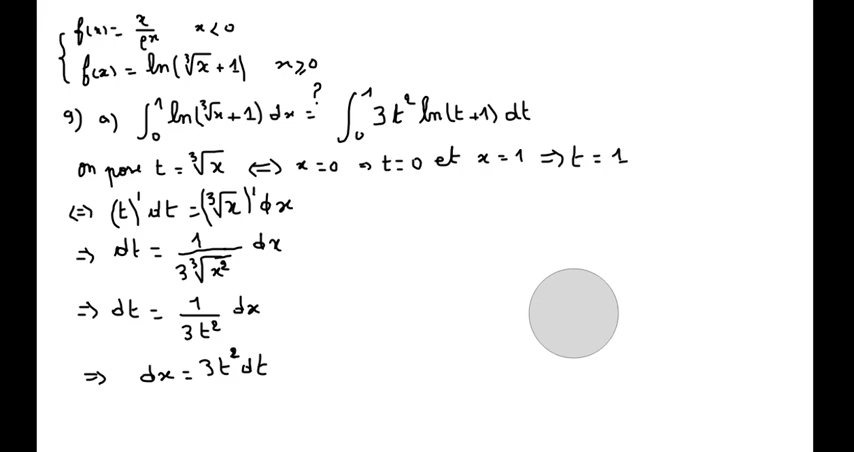 f(x) = x/eˣ   x < 0
f(x) = ln(∛x + 1)   x ⩾ 0
9) a) ∫₀¹ ln(∛x + 1) dx =? ∫₀¹ 3t² ln(t + 1) dt
on pose t = ∛x ⟺ x = 0 ⇒ t = 0 et x = 1 ⟹ t = 1
⟺ (t)' dt = (∛x)' dx
⇒ dt = 1/(3∛x²) dx
⇒ dt = 1/(3t²) dx
⇒ dx = 3t² dt